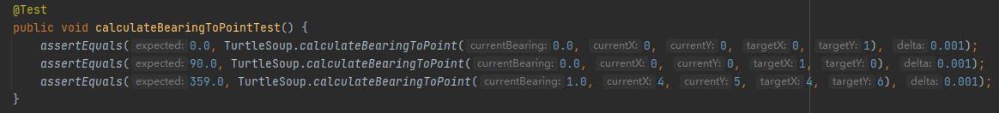 @Test
public void calculateBearingToPointTest() {
assertEquals( expected: 0.0, TurtleSoup.calculateBearingToPoint( currentBearing: 0.0, currentX: 0, currentY: 0, targetX: 0, targetY: 1), delta: 0.001);
assertEquals( expected: 90.0, TurtleSoup.calculateBearingToPoint( currentBearing: 0.0, currentX: 0, currentY: 0, targetX: 1, targetY: 0), delta: 0.001);
assertEquals( expected: 359.0, TurtleSoup.calculateBearingToPoint( currentBearing: 1.0, currentX: 4, currentY: 5, targetX: 4, targetY: 6), delta: 0.001);
}